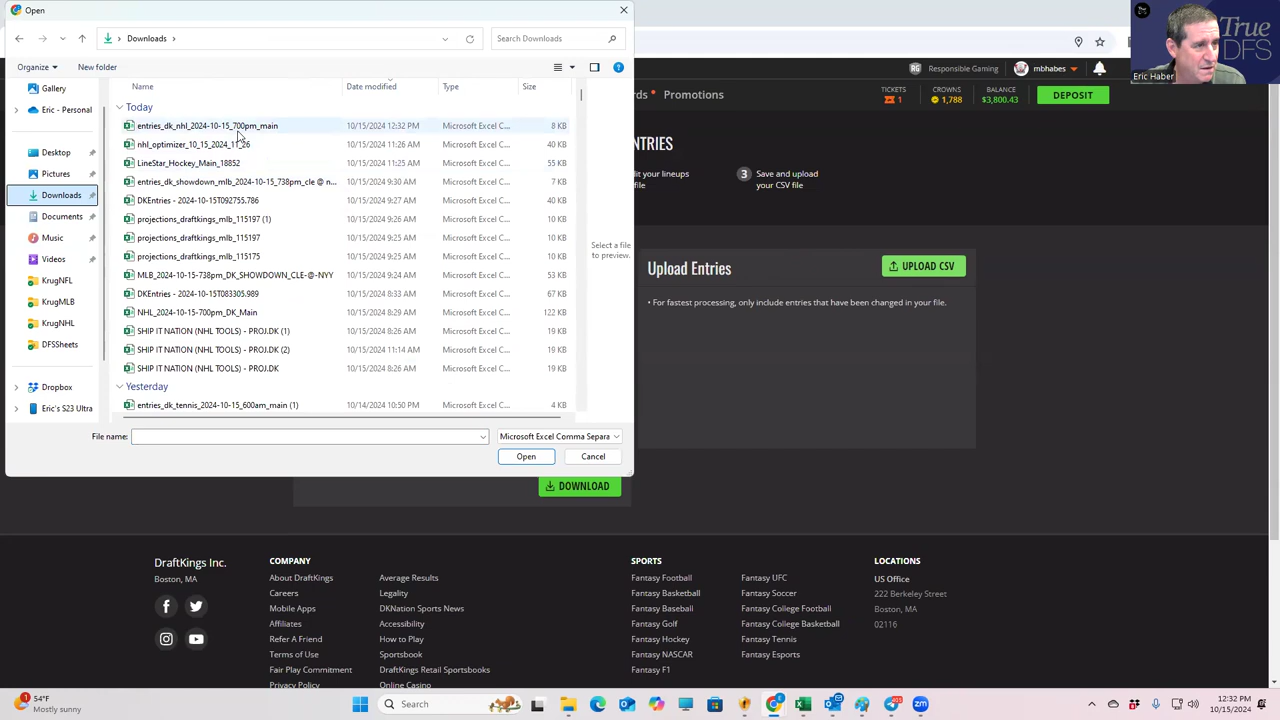 Open
Downloads
Search Downloads
Organize
New folder
Name
Date modified
Type
Size
Gallery
Eric - Personal
Desktop
Pictures
Downloads
Documents
Music
Videos
KrugNFL
KrugMLB
KrugNHL
DFSSheets
Dropbox
Eric's S23 Ultra
Today
entries_dk_nhl_2024-10-15_700pm_main 10/15/2024 12:32 PM Microsoft Excel C... 8 KB
nhl_optimizer_10_15_2024_11_26 10/15/2024 11:26 AM Microsoft Excel C... 40 KB
LineStar_Hockey_Main_18852 10/15/2024 11:25 AM Microsoft Excel C... 55 KB
entries_dk_showdown_mlb_2024-10-15_738pm_cle @ n... 10/15/2024 9:30 AM Microsoft Excel C... 7 KB
DKEntries - 2024-10-15T092755.786 10/15/2024 9:27 AM Microsoft Excel C... 40 KB
projections_draftkings_mlb_115197 (1) 10/15/2024 9:26 AM Microsoft Excel C... 10 KB
projections_draftkings_mlb_115197 10/15/2024 9:25 AM Microsoft Excel C... 10 KB
projections_draftkings_mlb_115175 10/15/2024 9:25 AM Microsoft Excel C... 10 KB
MLB_2024-10-15-738pm_DK_SHOWDOWN_CLE-@-NYY 10/15/2024 9:24 AM Microsoft Excel C... 53 KB
DKEntries - 2024-10-15T083305.989 10/15/2024 8:33 AM Microsoft Excel C... 67 KB
NHL_2024-10-15-700pm_DK_Main 10/15/2024 8:29 AM Microsoft Excel C... 122 KB
SHIP IT NATION (NHL TOOLS) - PROJ.DK (1) 10/15/2024 8:26 AM Microsoft Excel C... 19 KB
SHIP IT NATION (NHL TOOLS) - PROJ.DK (2) 10/15/2024 11:14 AM Microsoft Excel C... 19 KB
SHIP IT NATION (NHL TOOLS) - PROJ.DK 10/15/2024 8:26 AM Microsoft Excel C... 19 KB
Yesterday
entries_dk_tennis_2024-10-15_600am_main (1) 10/14/2024 10:50 PM Microsoft Excel C... 4 KB
Select a file
to preview.
File name:
Microsoft Excel Comma Separa
Open
Cancel
True
DFS
Eric Haber
RG Responsible Gaming
mbhabes
Promotions
TICKETS
1
CROWNS
1,788
BALANCE
$3,800.43
DEPOSIT
3 Save and upload
your CSV file
Upload Entries
UPLOAD CSV
• For fastest processing, only include entries that have been changed in your file.
DOWNLOAD
DraftKings Inc.
Boston, MA
COMPANY
About DraftKings
Careers
Mobile Apps
Affiliates
Refer A Friend
Terms of Use
Fair Play Commitment
Privacy Policy
Average Results
Legality
DKNation Sports News
Accessibility
How to Play
Sportsbook
DraftKings Retail Sportsbooks
Online Casino
SPORTS
Fantasy Football
Fantasy Basketball
Fantasy Baseball
Fantasy Golf
Fantasy Hockey
Fantasy NASCAR
Fantasy F1
Fantasy UFC
Fantasy Soccer
Fantasy College Football
Fantasy College Basketball
Fantasy Tennis
Fantasy Esports
LOCATIONS
US Office
222 Berkeley Street
Boston, MA
02116
54°F
Mostly sunny
Search
zm
12:32 PM
10/15/2024